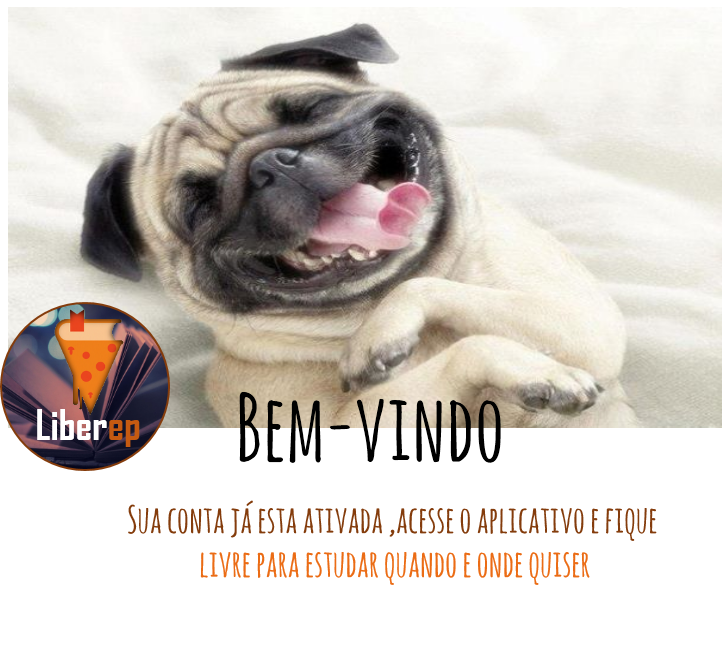 Liberep
Bem-vindo
Sua conta já esta ativada ,acesse o aplicativo e fique
livre para estudar quando e onde quiser